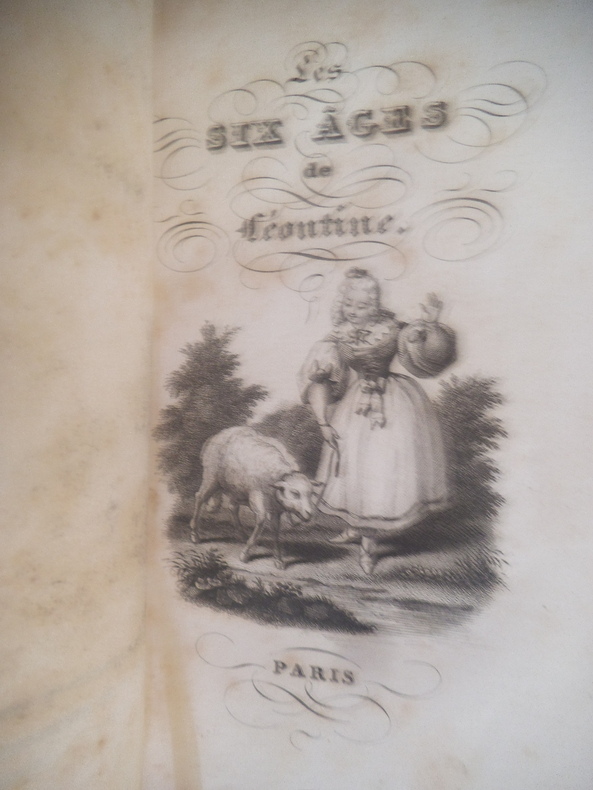 Les
SIX ÂGES
de
Léontine.
PARIS